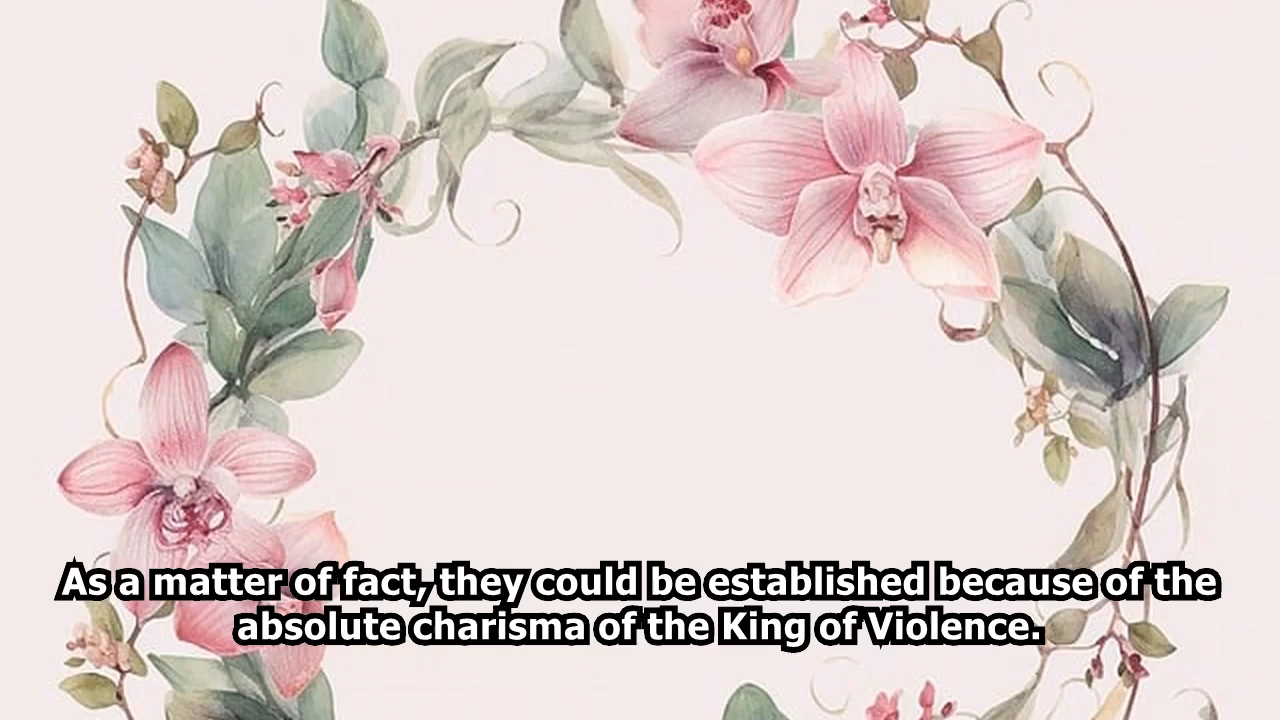 As a matter of fact, they could be established because of the
absolute charisma of the King of Violence.